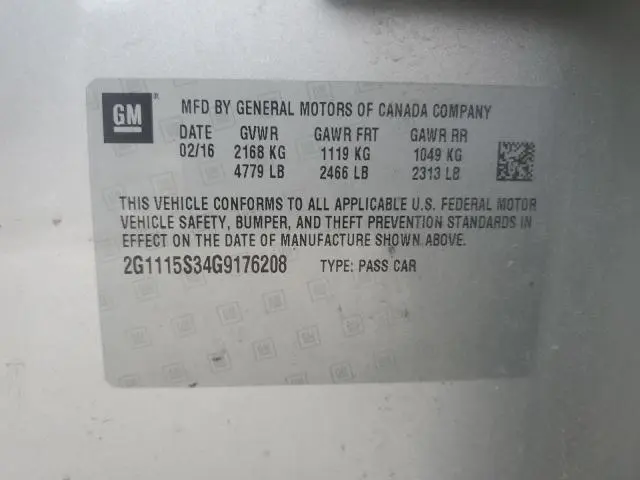 GM ® MFD BY GENERAL MOTORS OF CANADA COMPANY
DATE GVWR GAWR FRT GAWR RR
02/16 2168 KG 1119 KG 1049 KG
4779 LB 2466 LB 2313 LB
THIS VEHICLE CONFORMS TO ALL APPLICABLE U.S. FEDERAL MOTOR
VEHICLE SAFETY, BUMPER, AND THEFT PREVENTION STANDARDS IN
EFFECT ON THE DATE OF MANUFACTURE SHOWN ABOVE.
2G1115S34G9176208 TYPE: PASS CAR